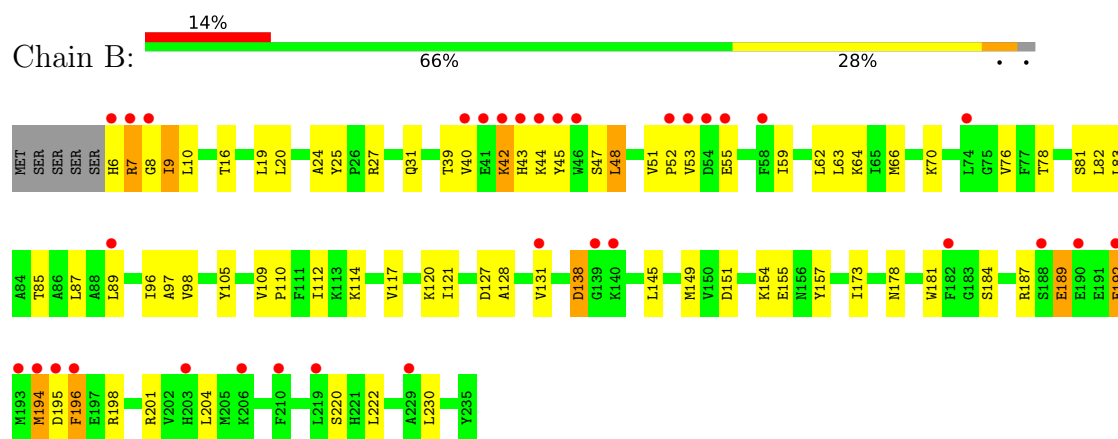 14%
Chain B:
66% 28% • •
MET SER SER SER SER H6 R7 G8 I9 L10 T16 L19 L20 A24 Y25 P26 R27 Q31 T39 V40 E41 K42 H43 K44 Y45 W46 S47 L48 V51 P52 V53 D54 E55 F58 I59 L62 L63 K64 I65 M66 K70 L74 G75 V76 F77 T78 S81 L82 L83
A84 T85 A86 L87 A88 L89 I96 A97 V98 Y105 V109 P110 F111 I112 K113 K114 V117 K120 I121 D127 A128 V131 D138 G139 K140 L145 M149 V150 D151 K154 E155 N156 Y157 I173 N178 W181 F182 G183 S184 R187 S188 E189 E190 E191
M193 M194 D195 F196 E197 R198 R201 V202 H203 L204 M205 K206 F210 L219 S220 H221 L222 A229 L230 Y235